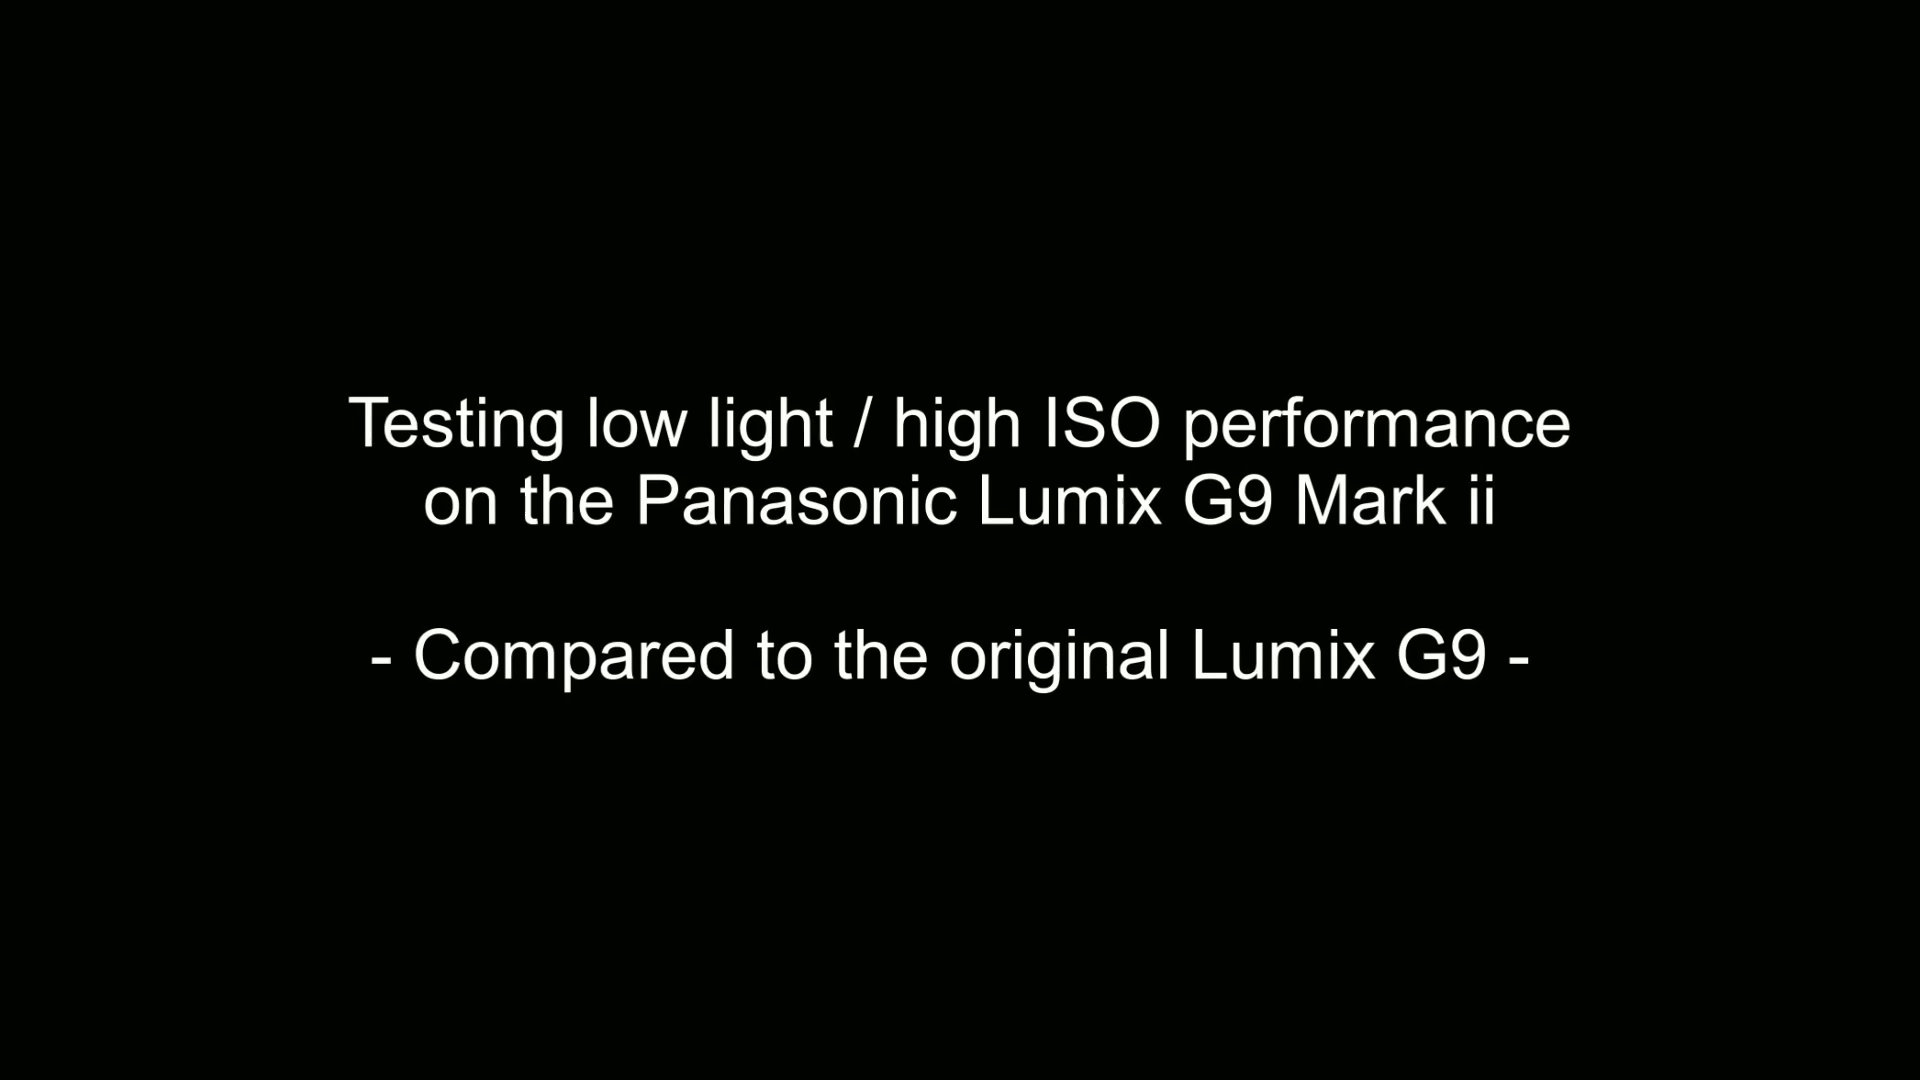 Testing low light / high ISO performance
on the Panasonic Lumix G9 Mark ii
- Compared to the original Lumix G9 -